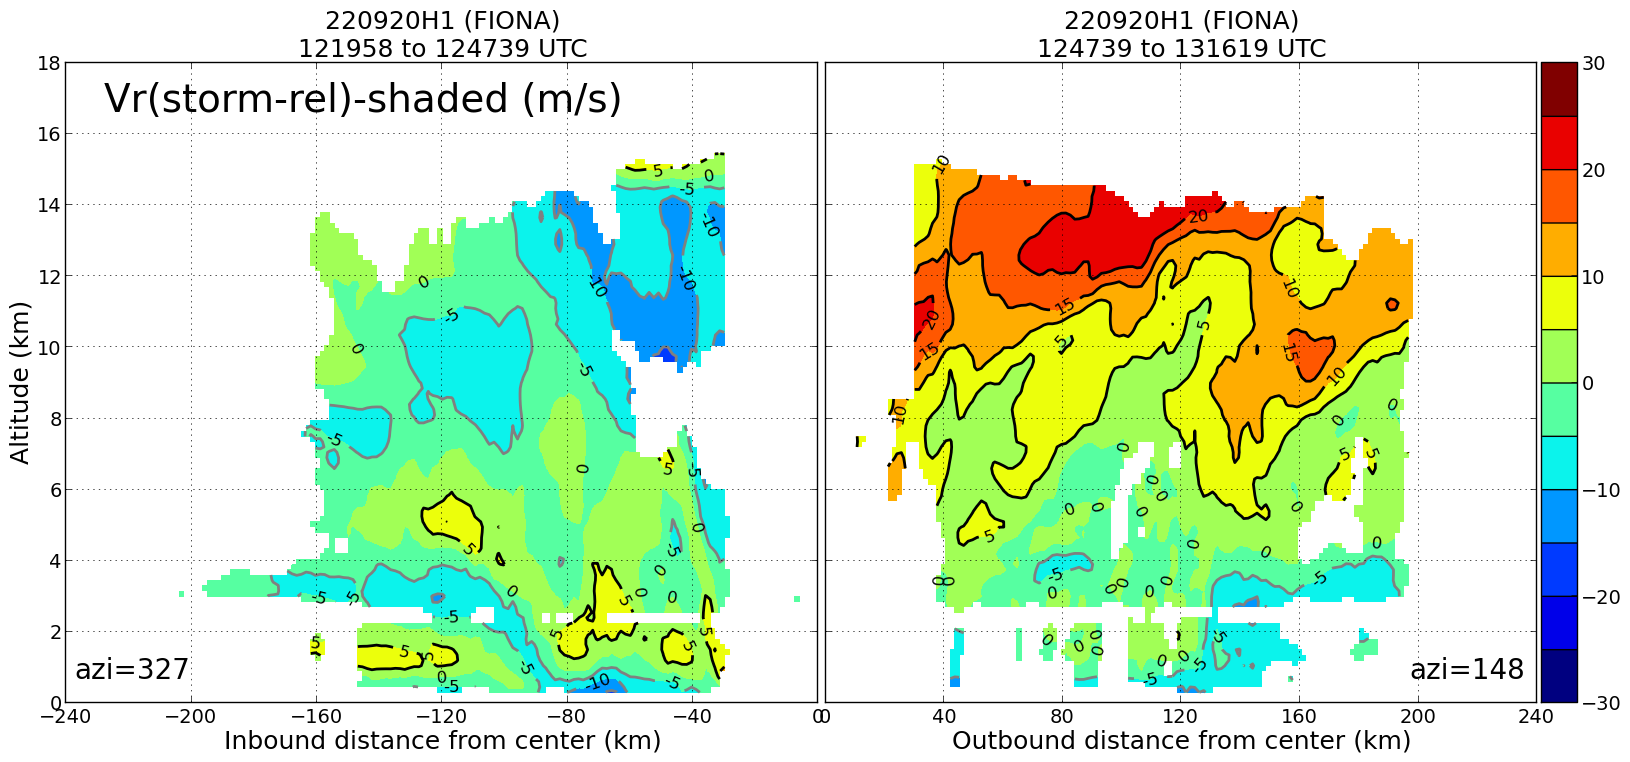 220920H1 (FIONA)
121958 to 124739 UTC
220920H1 (FIONA)
124739 to 131619 UTC
Vr(storm-rel)-shaded (m/s)
Altitude (km)
18
16
14
12
10
8
6
4
2
0
azi=327
azi=148
−240 −200 −160 −120 −80 −40 0
0 40 80 120 160 200 240
Inbound distance from center (km)
Outbound distance from center (km)
30
20
10
0
−10
−20
−30